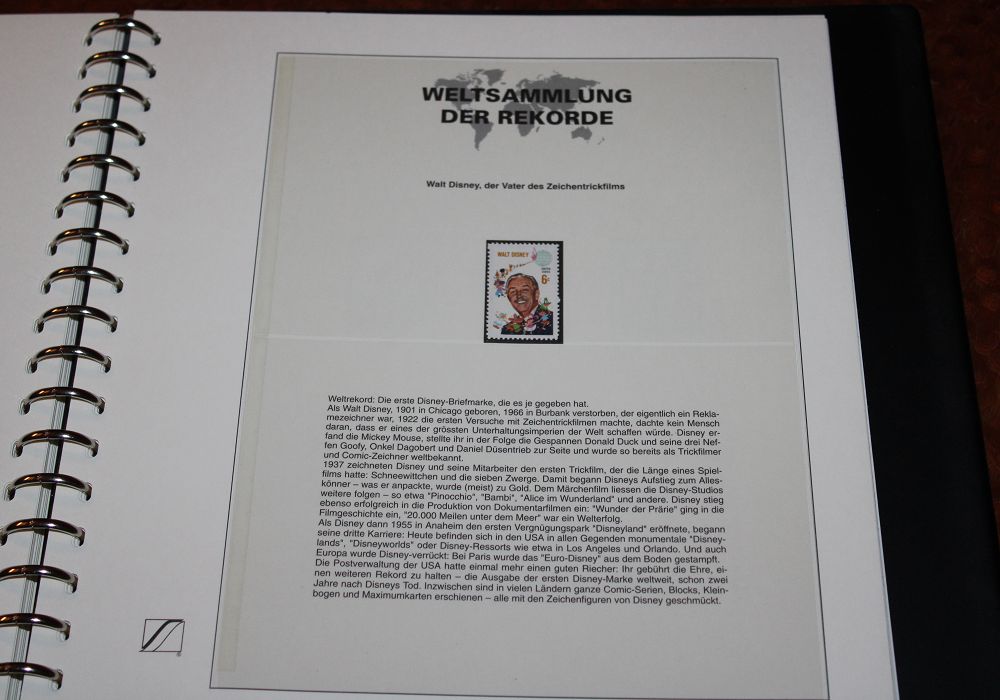 WELTSAMMLUNG
DER REKORDE
Walt Disney, der Vater des Zeichentrickfilms
WALT DISNEY
6c
Weltrekord: Die erste Disney-Briefmarke, die es je gegeben hat.
Als Walt Disney, 1901 in Chicago geboren, 1966 in Burbank verstorben, der eigentlich ein Rekla-
mezeichner war, 1922 die ersten Versuche mit Zeichentrickfilmen machte, dachte kein Mensch
daran, dass er eines der grössten Unterhaltungsimperien der Welt schaffen würde. Disney er-
fand die Mickey Mouse, stellte ihr in der Folge die Gespannen Donald Duck und seine drei Nef-
fen Goofy, Onkel Dagobert und Daniel Düsentrieb zur Seite und wurde so bereits als Trickfilmer
und Comic-Zeichner weltbekannt.
1937 zeichneten Disney und seine Mitarbeiter den ersten Trickfilm, der die Länge eines Spiel-
films hatte: Schneewittchen und die sieben Zwerge. Damit begann Disneys Aufstieg zum Alles-
könner – was er anpackte, wurde (meist) zu Gold. Dem Märchenfilm liessen die Disney-Studios
weitere folgen – so etwa "Pinocchio", "Bambi", "Alice im Wunderland" und andere. Disney stieg
ebenso erfolgreich in die Produktion von Dokumentarfilmen ein: "Wunder der Prärie" ging in die
Filmgeschichte ein, "20.000 Meilen unter dem Meer" war ein Welterfolg.
Als Disney dann 1955 in Anaheim den ersten Vergnügungspark "Disneyland" eröffnete, begann
seine dritte Karriere: Heute befinden sich in den USA in allen Gegenden monumentale "Disney-
lands", "Disneyworlds" oder Disney-Ressorts wie etwa in Los Angeles und Orlando. Und auch
Europa wurde Disney-verrückt: Bei Paris wurde das "Euro-Disney" aus dem Boden gestampft.
Die Postverwaltung der USA hatte einmal mehr einen guten Riecher: Ihr gebührt die Ehre, ei-
nen weiteren Rekord zu halten – die Ausgabe der ersten Disney-Marke weltweit, schon zwei
Jahre nach Disneys Tod. Inzwischen sind in vielen Ländern ganze Comic-Serien, Blocks, Klein-
bogen und Maximumkarten erschienen – alle mit den Zeichenfiguren von Disney geschmückt.